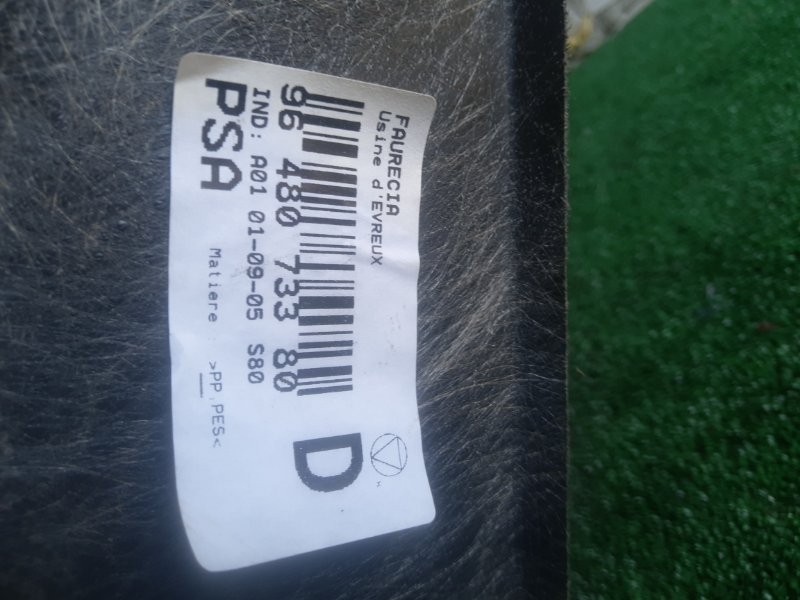 FAURECIA
Usine d'EVREUX
96 480 733 80
D
IND: A01 01-09-05 S80
PSA
Matiere : >PP,PES<